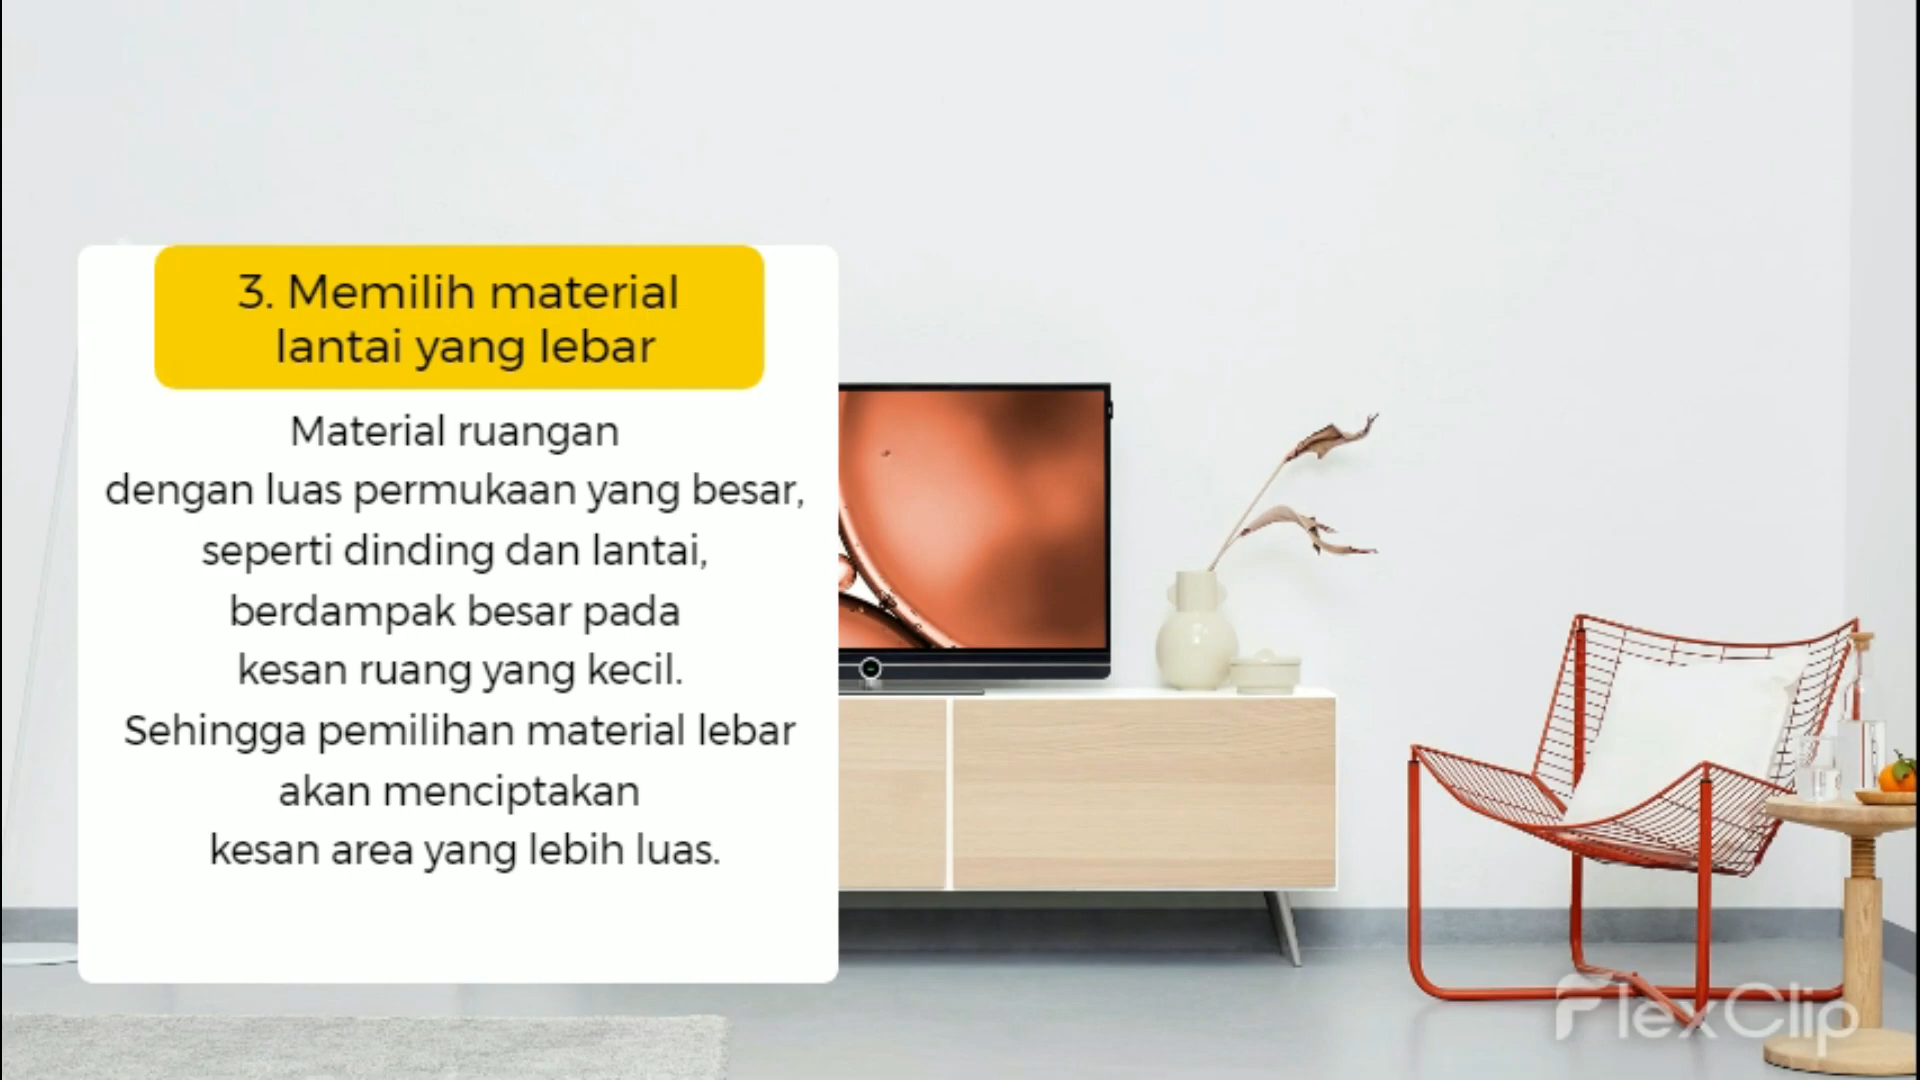 3. Memilih material
lantai yang lebar
Material ruangan
dengan luas permukaan yang besar,
seperti dinding dan lantai,
berdampak besar pada
kesan ruang yang kecil.
Sehingga pemilihan material lebar
akan menciptakan
kesan area yang lebih luas.
FlexClip